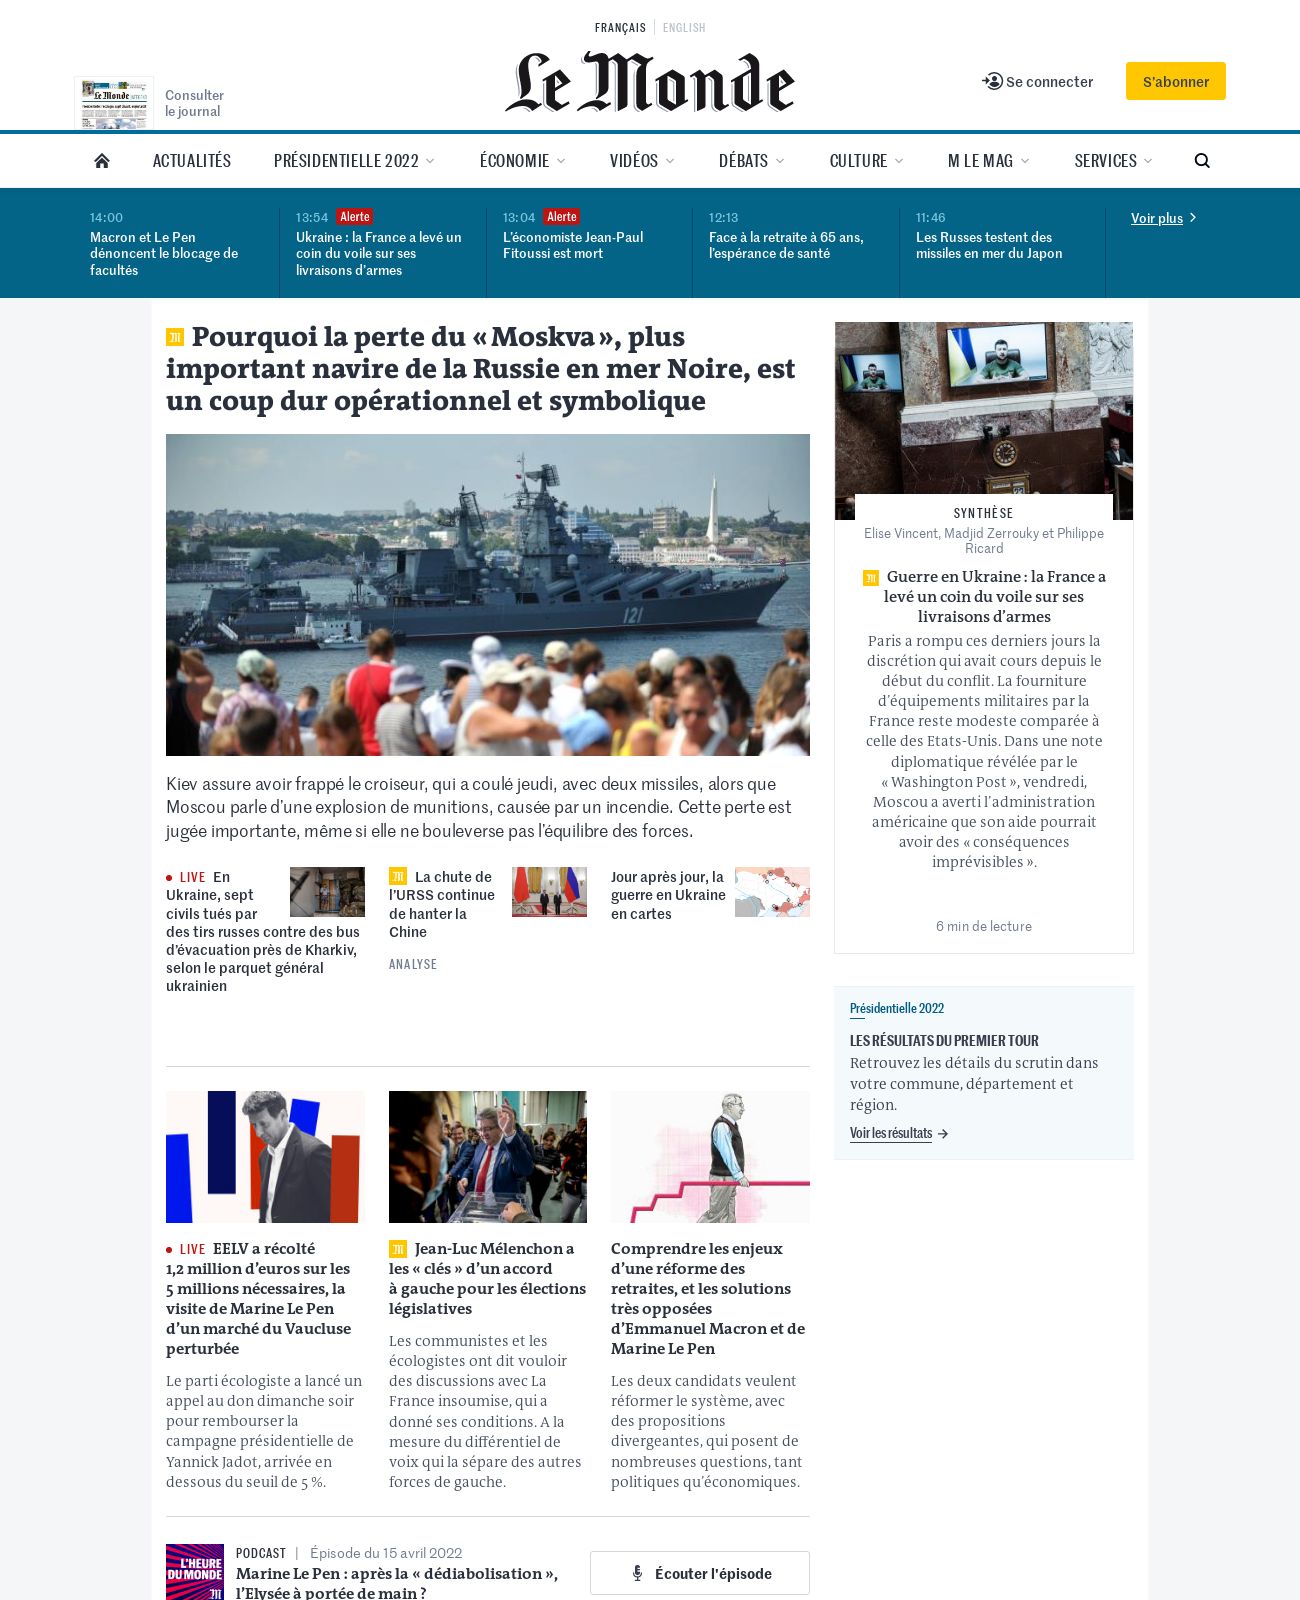 FRANÇAIS
ENGLISH
Le Monde
Consulter
le journal
Se connecter
S'abonner
ACTUALITÉS
PRÉSIDENTIELLE 2022
ÉCONOMIE
VIDÉOS
DÉBATS
CULTURE
M LE MAG
SERVICES
14:00
Macron et Le Pen
dénoncent le blocage de
facultés
13:54 Alerte
Ukraine : la France a levé un
coin du voile sur ses
livraisons d'armes
13:04 Alerte
L'économiste Jean-Paul
Fitoussi est mort
12:13
Face à la retraite à 65 ans,
l'espérance de santé
11:46
Les Russes testent des
missiles en mer du Japon
Voir plus
Pourquoi la perte du « Moskva », plus
important navire de la Russie en mer Noire, est
un coup dur opérationnel et symbolique
121
Kiev assure avoir frappé le croiseur, qui a coulé jeudi, avec deux missiles, alors que
Moscou parle d'une explosion de munitions, causée par un incendie. Cette perte est
jugée importante, même si elle ne bouleverse pas l'équilibre des forces.
LIVE En
Ukraine, sept
civils tués par
des tirs russes contre des bus
d'évacuation près de Kharkiv,
selon le parquet général
ukrainien
La chute de
l'URSS continue
de hanter la
Chine
ANALYSE
Jour après jour, la
guerre en Ukraine
en cartes
SYNTHÈSE
Elise Vincent, Madjid Zerrouky et Philippe
Ricard
Guerre en Ukraine : la France a
levé un coin du voile sur ses
livraisons d'armes
Paris a rompu ces derniers jours la
discrétion qui avait cours depuis le
début du conflit. La fourniture
d'équipements militaires par la
France reste modeste comparée à
celle des Etats-Unis. Dans une note
diplomatique révélée par le
« Washington Post », vendredi,
Moscou a averti l'administration
américaine que son aide pourrait
avoir des « conséquences
imprévisibles ».
6 min de lecture
Présidentielle 2022
LES RÉSULTATS DU PREMIER TOUR
Retrouvez les détails du scrutin dans
votre commune, département et
région.
Voir les résultats
LIVE EELV a récolté
1,2 million d'euros sur les
5 millions nécessaires, la
visite de Marine Le Pen
d'un marché du Vaucluse
perturbée
Le parti écologiste a lancé un
appel au don dimanche soir
pour rembourser la
campagne présidentielle de
Yannick Jadot, arrivée en
dessous du seuil de 5 %.
Jean-Luc Mélenchon a
les « clés » d'un accord
à gauche pour les élections
législatives
Les communistes et les
écologistes ont dit vouloir
des discussions avec La
France insoumise, qui a
donné ses conditions. A la
mesure du différentiel de
voix qui la sépare des autres
forces de gauche.
Comprendre les enjeux
d'une réforme des
retraites, et les solutions
très opposées
d'Emmanuel Macron et de
Marine Le Pen
Les deux candidats veulent
réformer le système, avec
des propositions
divergeantes, qui posent de
nombreuses questions, tant
politiques qu'économiques.
L'HEURE
DU MONDE
PODCAST | Épisode du 15 avril 2022
Marine Le Pen : après la « dédiabolisation »,
l'Elysée à portée de main ?
Écouter l'épisode